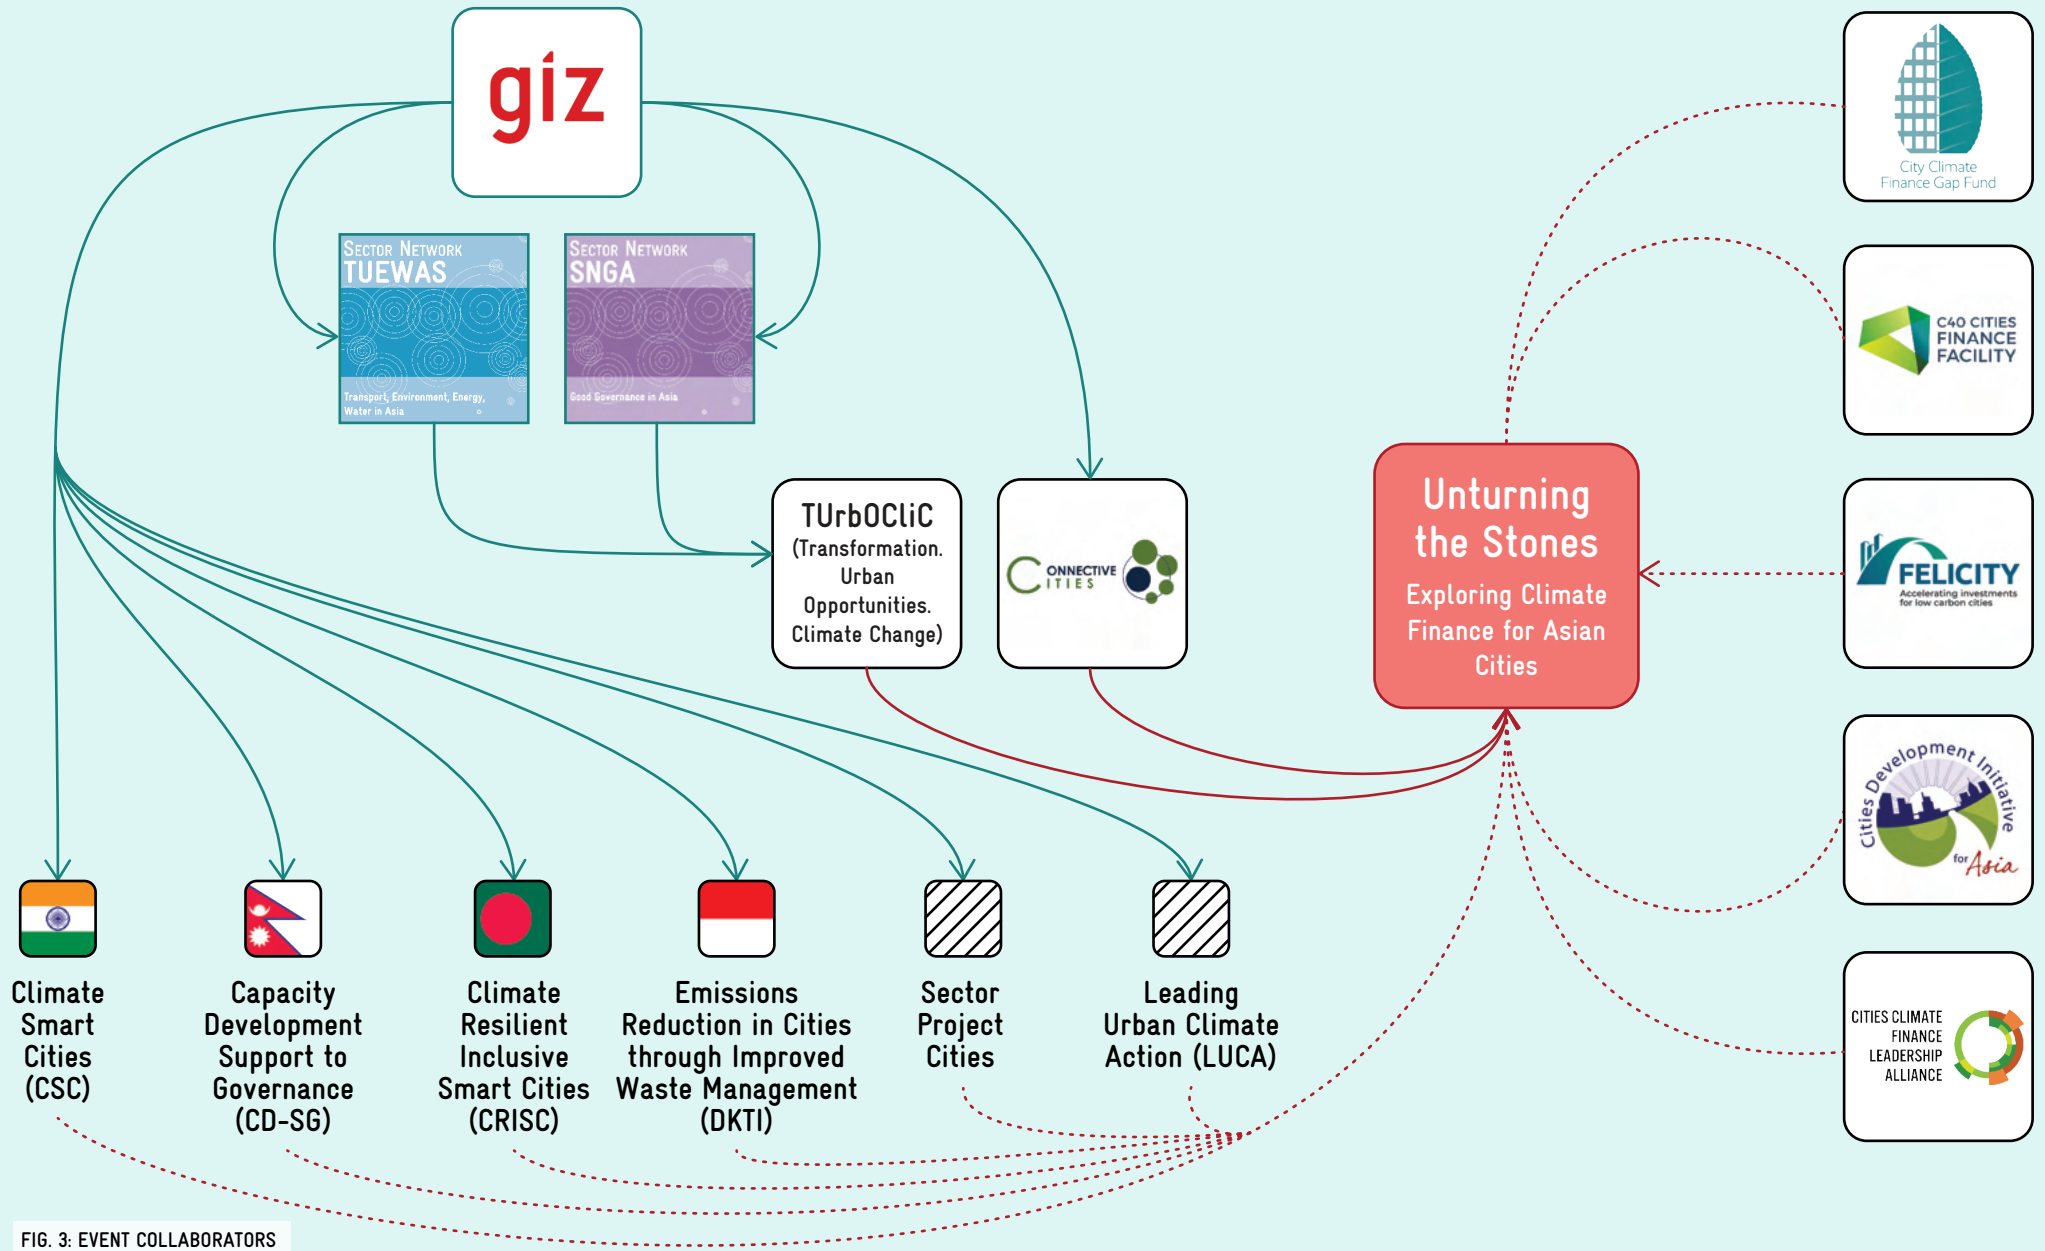 giz
SECTOR NETWORK
TUEWAS
Transport, Environment, Energy,
Water in Asia
SECTOR NETWORK
SNGA
Good Governance in Asia
TUrbOCliC
(Transformation.
Urban
Opportunities.
Climate Change)
CONNECTIVE
CITIES
Unturning
the Stones
Exploring Climate
Finance for Asian
Cities
City Climate
Finance Gap Fund
C40 CITIES
FINANCE
FACILITY
FELICITY
Accelerating investments
for low carbon cities
Cities Development Initiative
for Asia
CITIES CLIMATE
FINANCE
LEADERSHIP
ALLIANCE
Climate
Smart
Cities
(CSC)
Capacity
Development
Support to
Governance
(CD-SG)
Climate
Resilient
Inclusive
Smart Cities
(CRISC)
Emissions
Reduction in Cities
through Improved
Waste Management
(DKTI)
Sector
Project
Cities
Leading
Urban Climate
Action (LUCA)
FIG. 3: EVENT COLLABORATORS